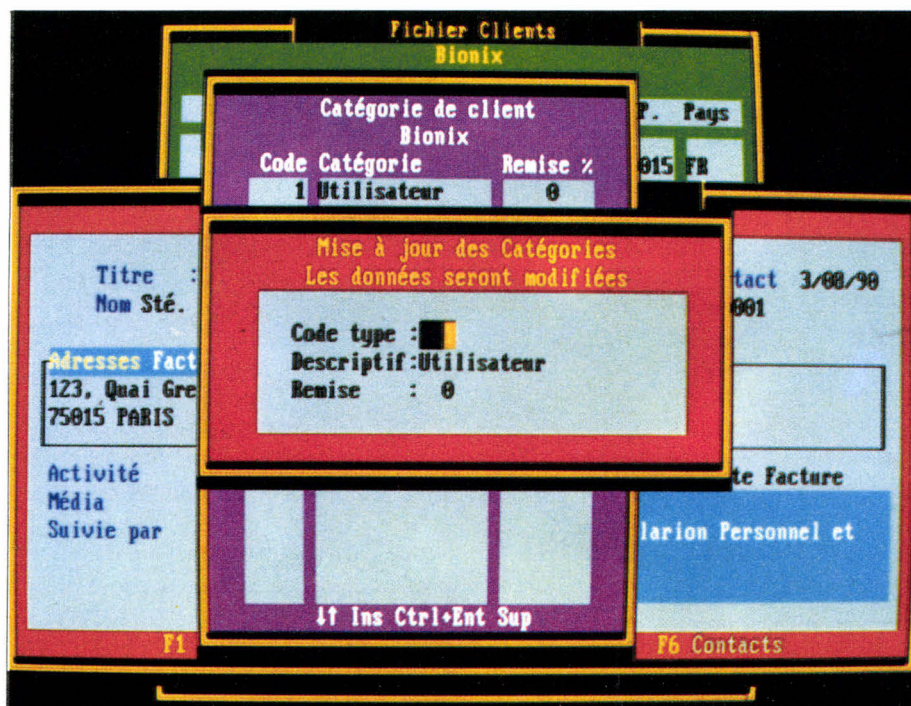 Fichier Clients
Bionix
P. Pays
015 FR
Catégorie de client
Bionix
Code Catégorie Remise %
1 Utilisateur 0
Mise à jour des Catégories
Les données seront modifiées
Code type :
Descriptif:Utilisateur
Remise : 0
Titre : tact 3/08/90
Nom Sté. 001
Adresses Fact
123, Quai Gre
75015 PARIS
Activité te Facture
Média
Suivie par larion Personnel et
↓↑ Ins Ctrl+Ent Sup
F1 F6 Contacts